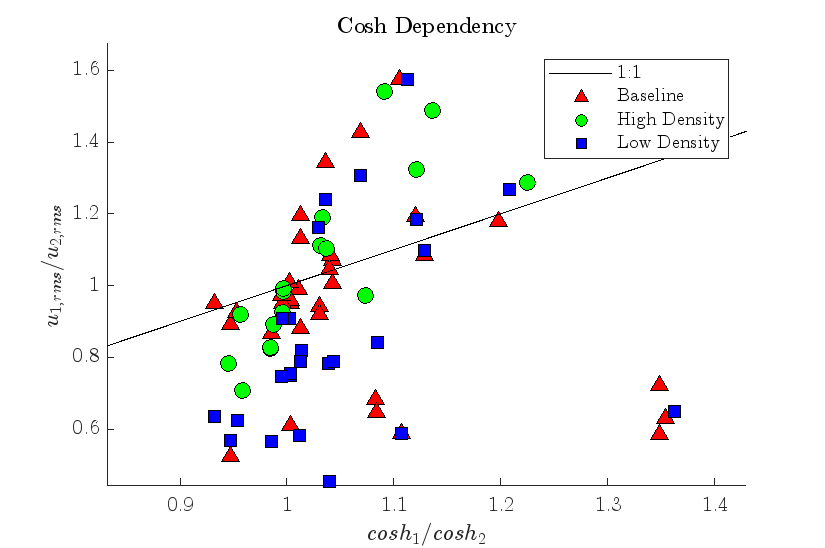 Cosh Dependency
1.6
1.4
1.2
1
0.8
0.6
u1,rms/u2,rms
1:1
Baseline
High Density
Low Density
0.9
1
1.1
1.2
1.3
1.4
cosh1/cosh2